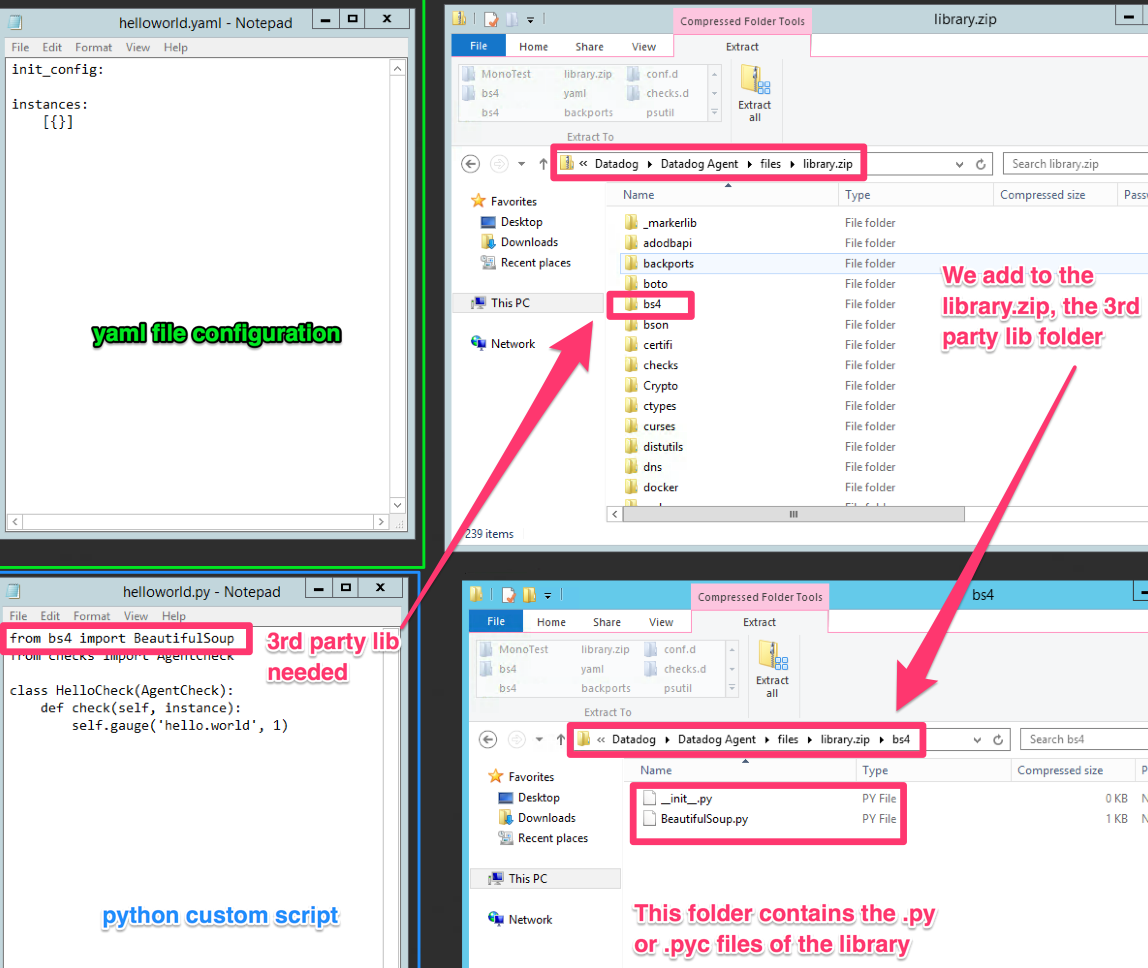 helloworld.yaml - Notepad
File Edit Format View Help
init_config:
instances:
[{}]
yaml file configuration
Compressed Folder Tools
library.zip
File Home Share View Extract
MonoTest library.zip conf.d
bs4 yaml checks.d
bs4 backports psutil
Extract all
Extract To
« Datadog Datadog Agent files library.zip
Search library.zip
Name Type Compressed size
Favorites
Desktop
Downloads
Recent places
This PC
Network
_markerlib File folder
adodbapi File folder
backports File folder
boto File folder
bs4 File folder
bson File folder
certifi File folder
checks File folder
Crypto File folder
ctypes File folder
curses File folder
distutils File folder
dns File folder
docker File folder
239 items
We add to the
library.zip, the 3rd
party lib folder
helloworld.py - Notepad
File Edit Format View Help
from bs4 import BeautifulSoup
from checks import AgentCheck
class HelloCheck(AgentCheck):
def check(self, instance):
self.gauge('hello.world', 1)
3rd party lib
needed
python custom script
Compressed Folder Tools
bs4
File Home Share View Extract
MonoTest library.zip conf.d
bs4 yaml checks.d
bs4 backports psutil
Extract all
Extract To
« Datadog Datadog Agent files library.zip bs4
Search bs4
Name Type Compressed size
Favorites
Desktop
Downloads
Recent places
This PC
Network
__init__.py PY File 0 KB
BeautifulSoup.py PY File 1 KB
This folder contains the .py
or .pyc files of the library